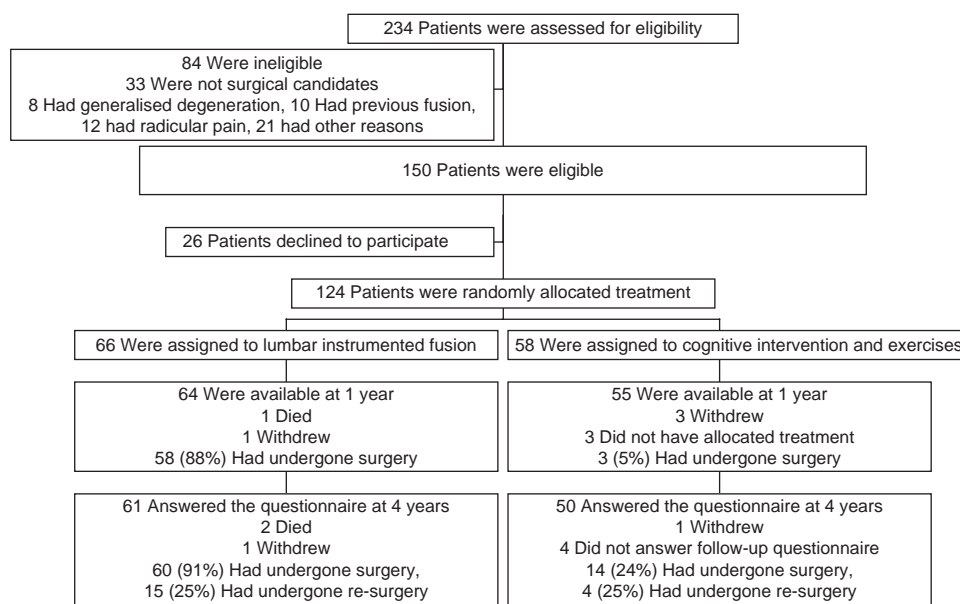 234 Patients were assessed for eligibility
84 Were ineligible
33 Were not surgical candidates
8 Had generalised degeneration, 10 Had previous fusion,
12 had radicular pain, 21 had other reasons
150 Patients were eligible
26 Patients declined to participate
124 Patients were randomly allocated treatment
66 Were assigned to lumbar instrumented fusion
58 Were assigned to cognitive intervention and exercises
64 Were available at 1 year
1 Died
1 Withdrew
58 (88%) Had undergone surgery
55 Were available at 1 year
3 Withdrew
3 Did not have allocated treatment
3 (5%) Had undergone surgery
61 Answered the questionnaire at 4 years
2 Died
1 Withdrew
60 (91%) Had undergone surgery,
15 (25%) Had undergone re-surgery
50 Answered the questionnaire at 4 years
1 Withdrew
4 Did not answer follow-up questionnaire
14 (24%) Had undergone surgery,
4 (25%) Had undergone re-surgery